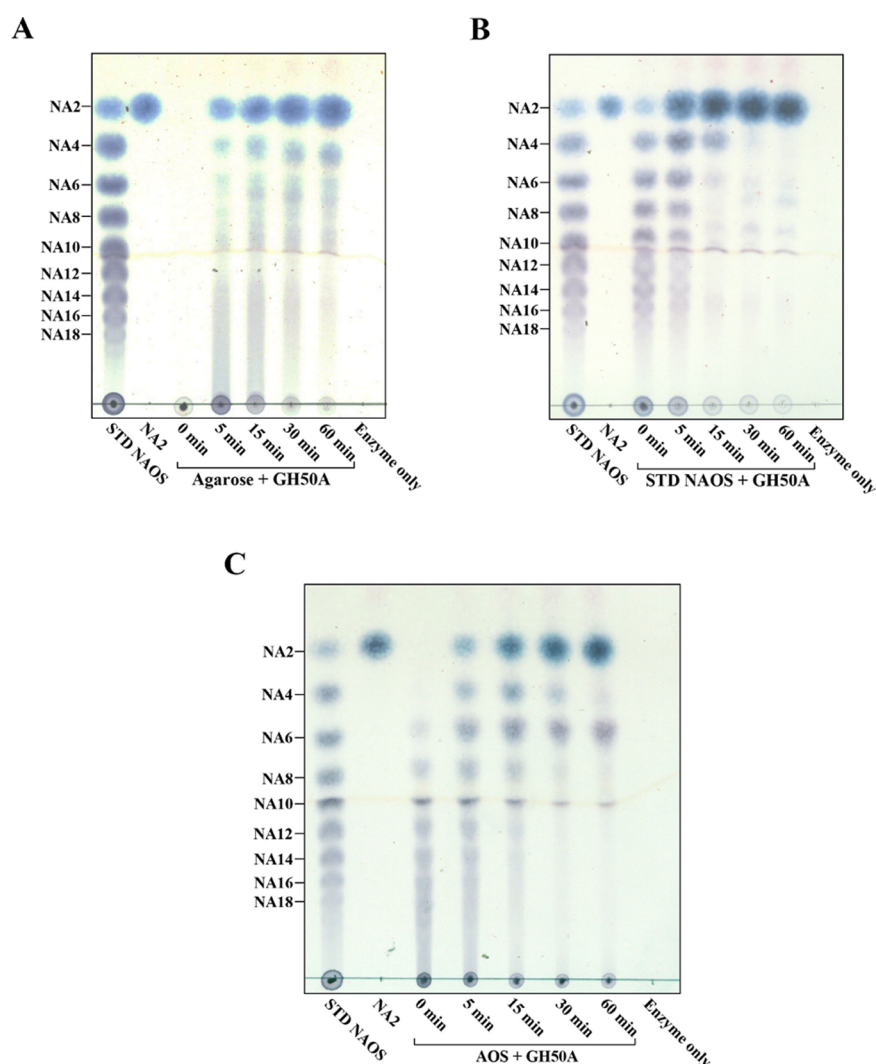 A
NA2
NA4
NA6
NA8
NA10
NA12
NA14
NA16
NA18
STD NAOS
NA2
0 min
5 min
15 min
30 min
60 min
Enzyme only
Agarose + GH50A
B
NA2
NA4
NA6
NA8
NA10
NA12
NA14
NA16
NA18
STD NAOS
NA2
0 min
5 min
15 min
30 min
60 min
Enzyme only
STD NAOS + GH50A
C
NA2
NA4
NA6
NA8
NA10
NA12
NA14
NA16
NA18
STD NAOS
NA2
0 min
5 min
15 min
30 min
60 min
Enzyme only
AOS + GH50A